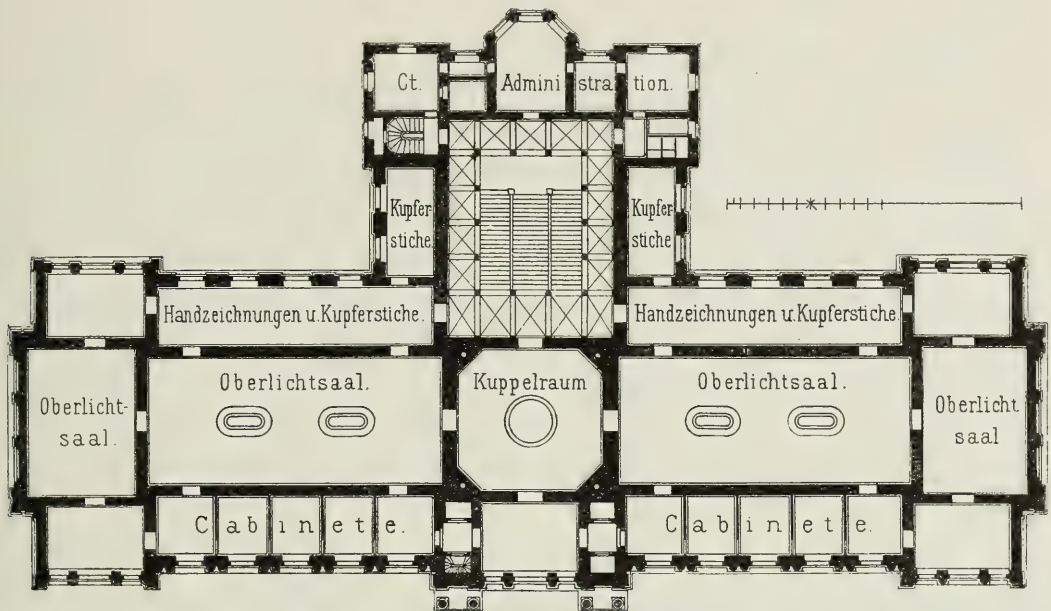 Ct. Admini stra tion.
Kupfer-
stiche.
Kupfer
stiche
Handzeichnungen u. Kupferstiche.
Handzeichnungen u. Kupferstiche
Oberlichtsaal.
Kuppelraum
Oberlichtsaal.
Oberlicht-
saal.
Oberlicht
saal
Cabinete.
Cabinete.